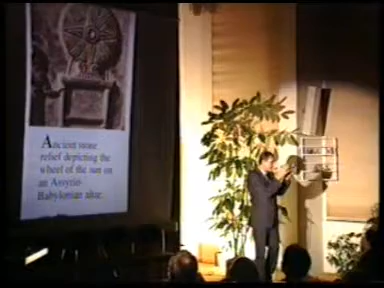 Ancient stone
relief depicting the
wheel of the sun on
an Assyrio-
Babylonian altar.